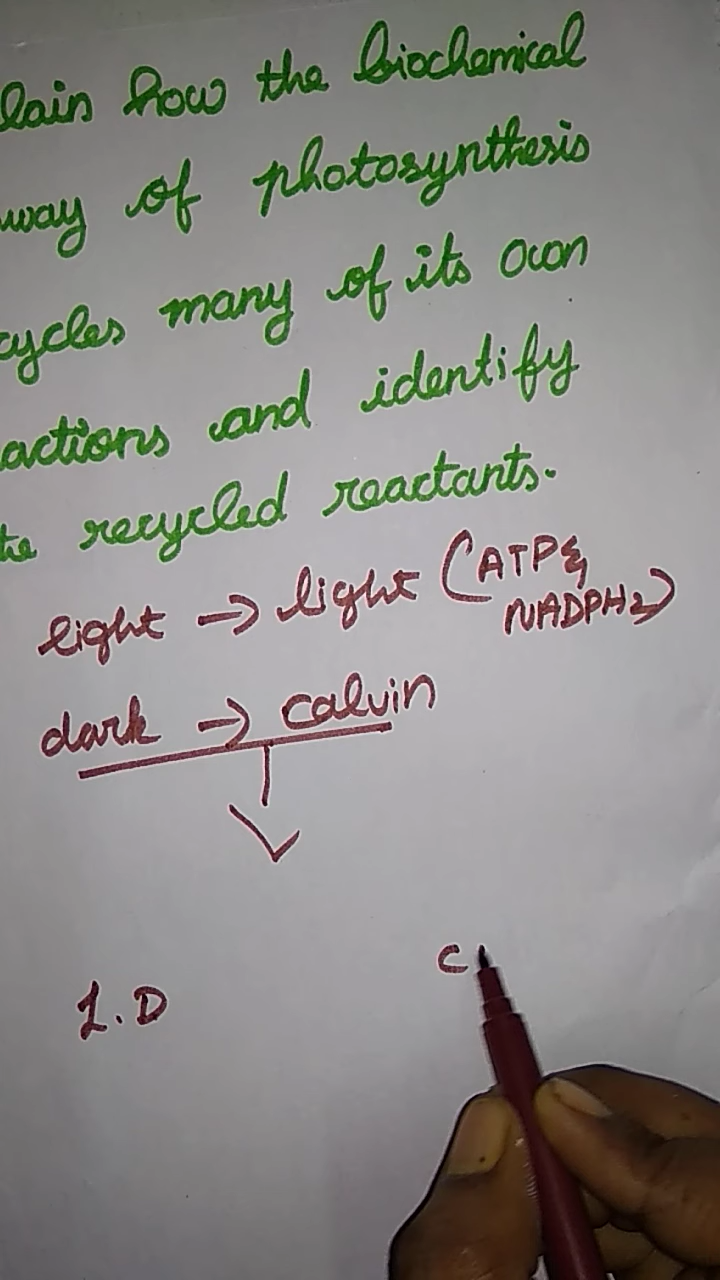 lain how the biochemical
way of photosynthesis
cycles many of its own
actions and identify
the recycled reactants.
light → light (ATP &
NADPH2)
dark → calvin
L.D
C